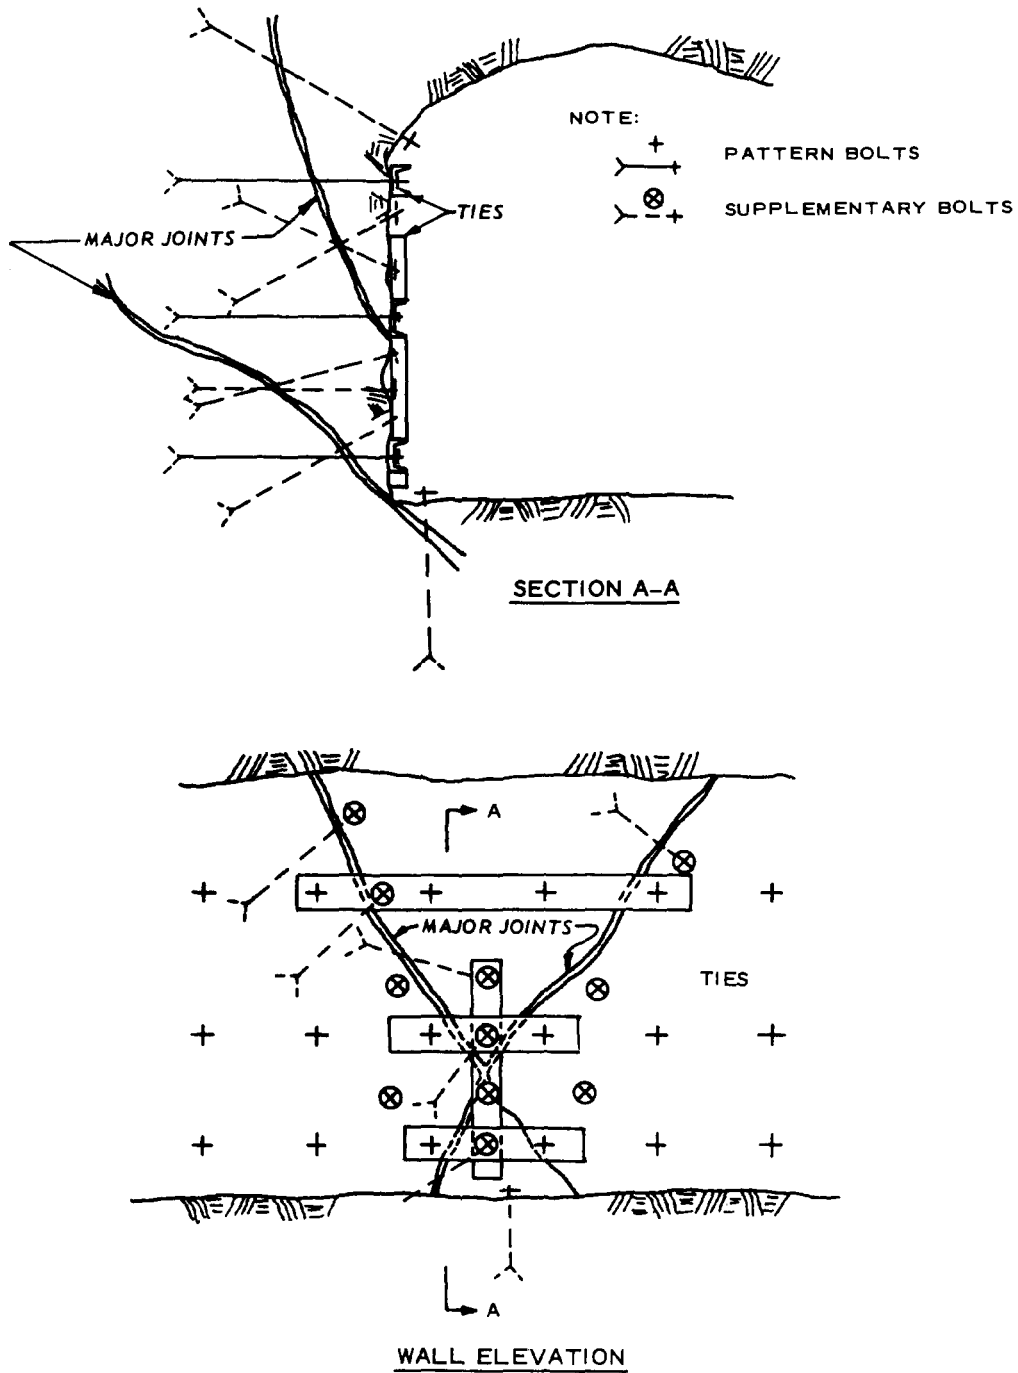 NOTE:
PATTERN BOLTS
SUPPLEMENTARY BOLTS
TIES
MAJOR JOINTS
SECTION A-A
A
MAJOR JOINTS
TIES
A
WALL ELEVATION